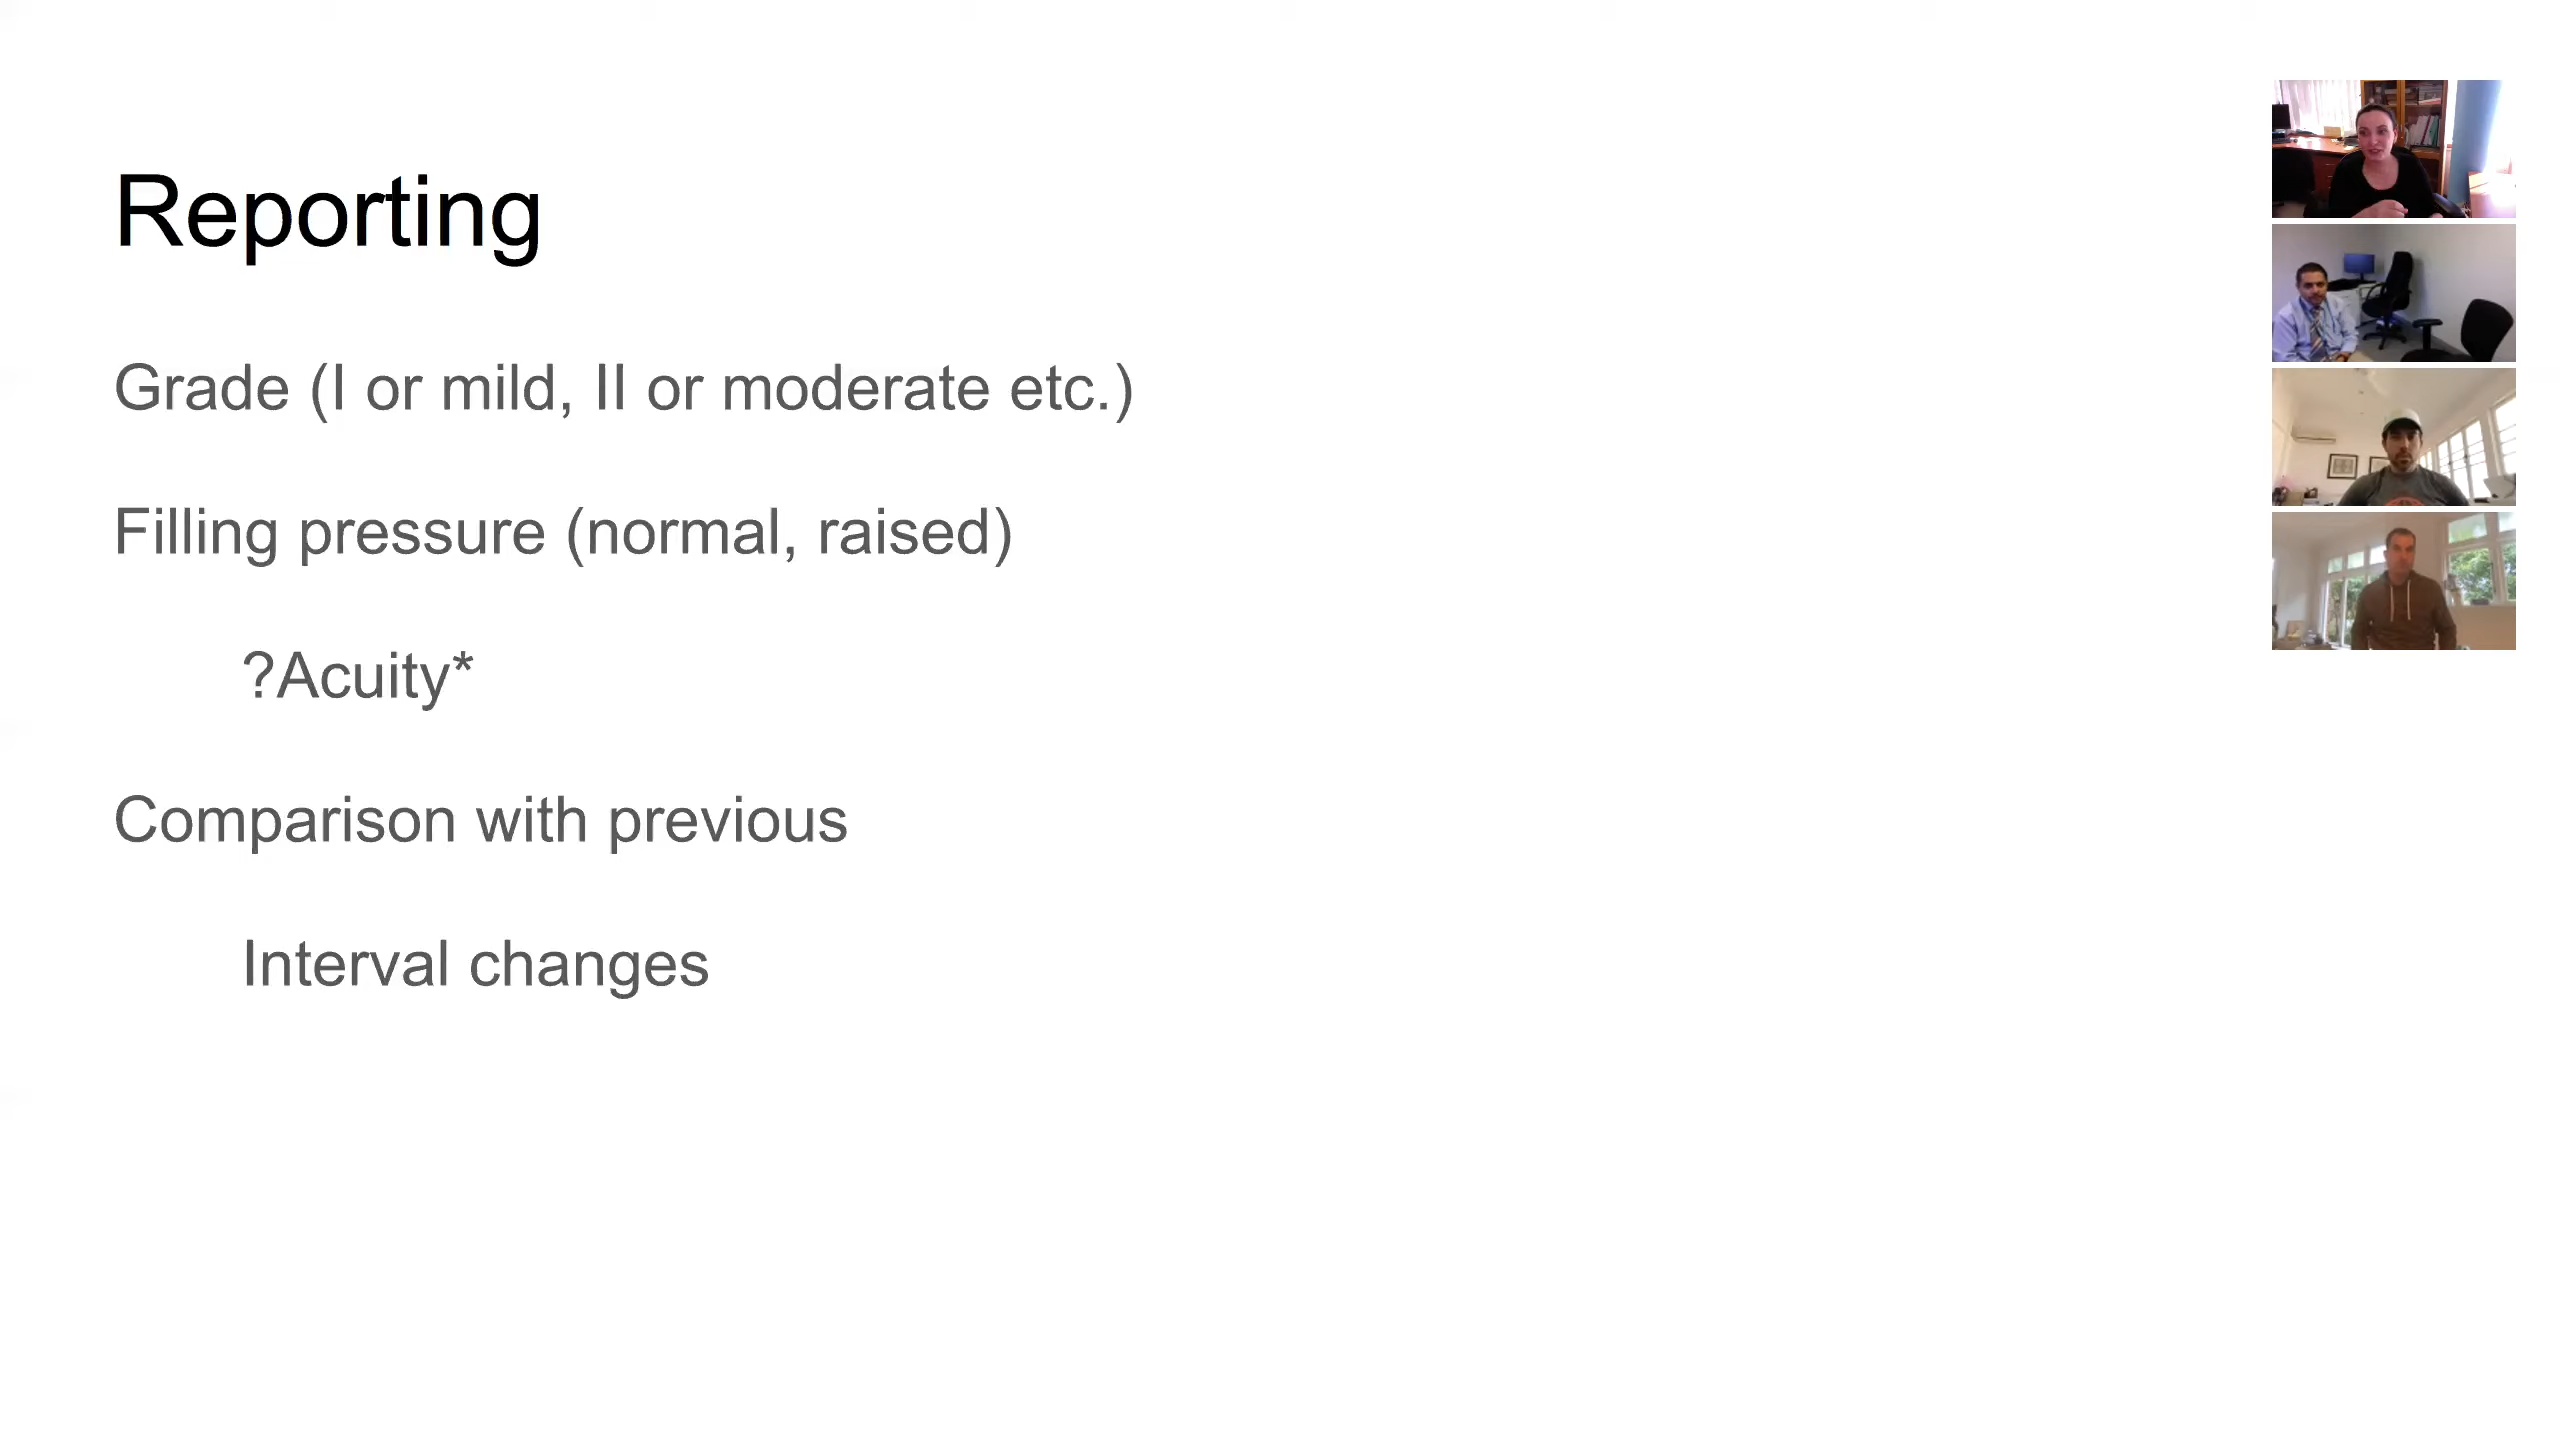 Reporting
Grade (I or mild, II or moderate etc.)
Filling pressure (normal, raised)
?Acuity*
Comparison with previous
Interval changes